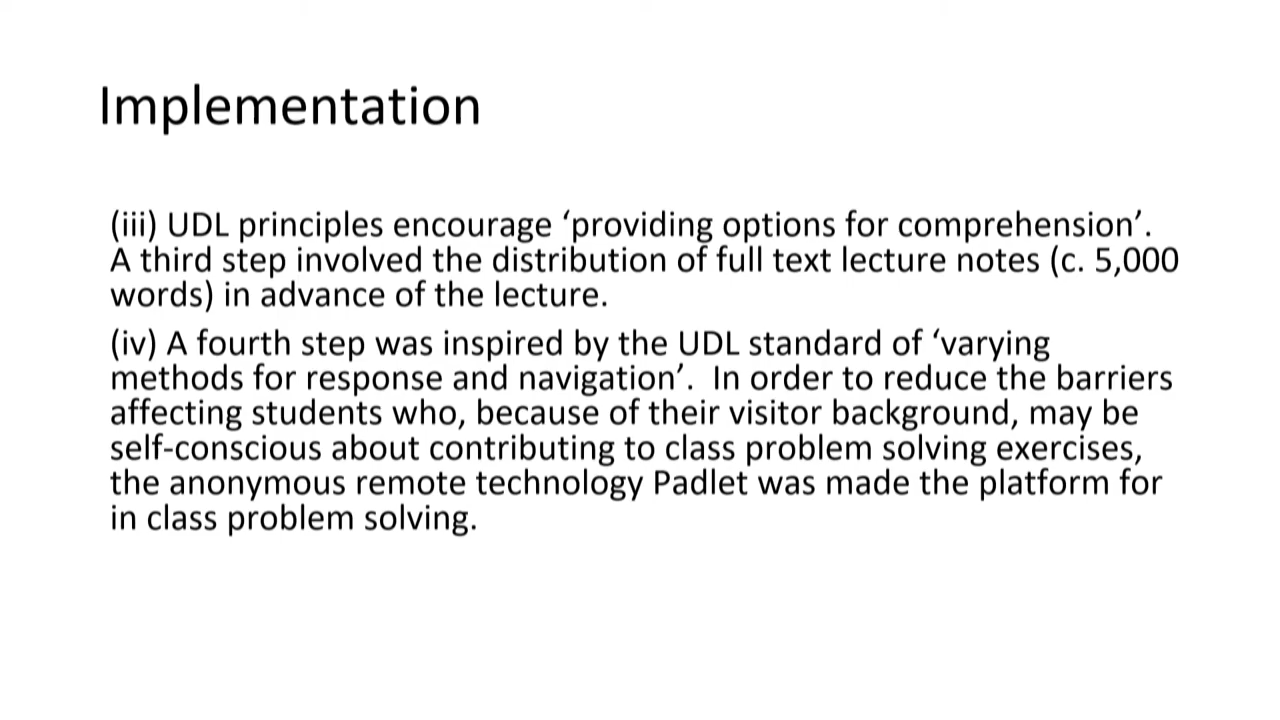 Implementation
(iii) UDL principles encourage ‘providing options for comprehension’.
A third step involved the distribution of full text lecture notes (c. 5,000
words) in advance of the lecture.
(iv) A fourth step was inspired by the UDL standard of ‘varying
methods for response and navigation’.  In order to reduce the barriers
affecting students who, because of their visitor background, may be
self-conscious about contributing to class problem solving exercises,
the anonymous remote technology Padlet was made the platform for
in class problem solving.